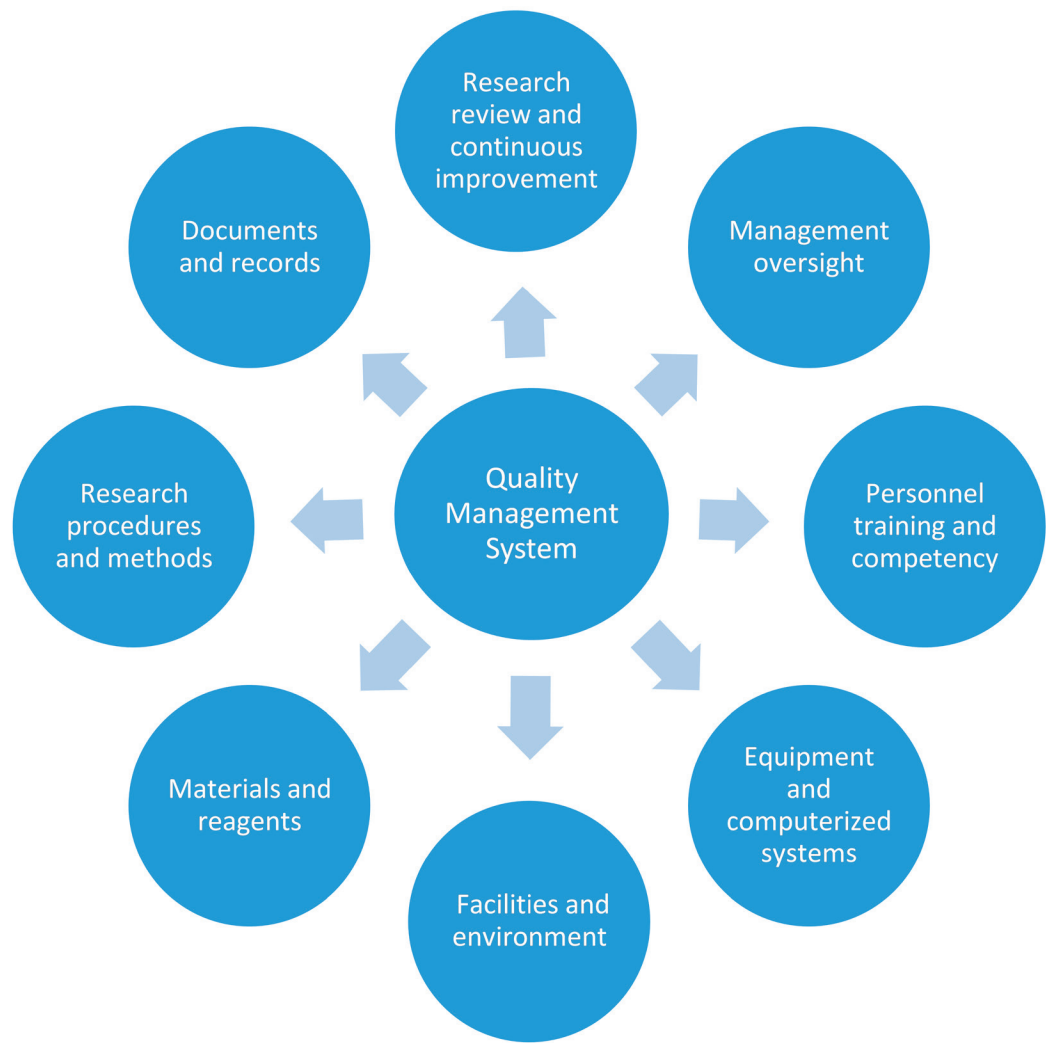 Research
review and
continuous
improvement
Management
oversight
Personnel
training and
competency
Equipment
and
computerized
systems
Facilities and
environment
Materials and
reagents
Research
procedures
and methods
Documents
and records
Quality
Management
System